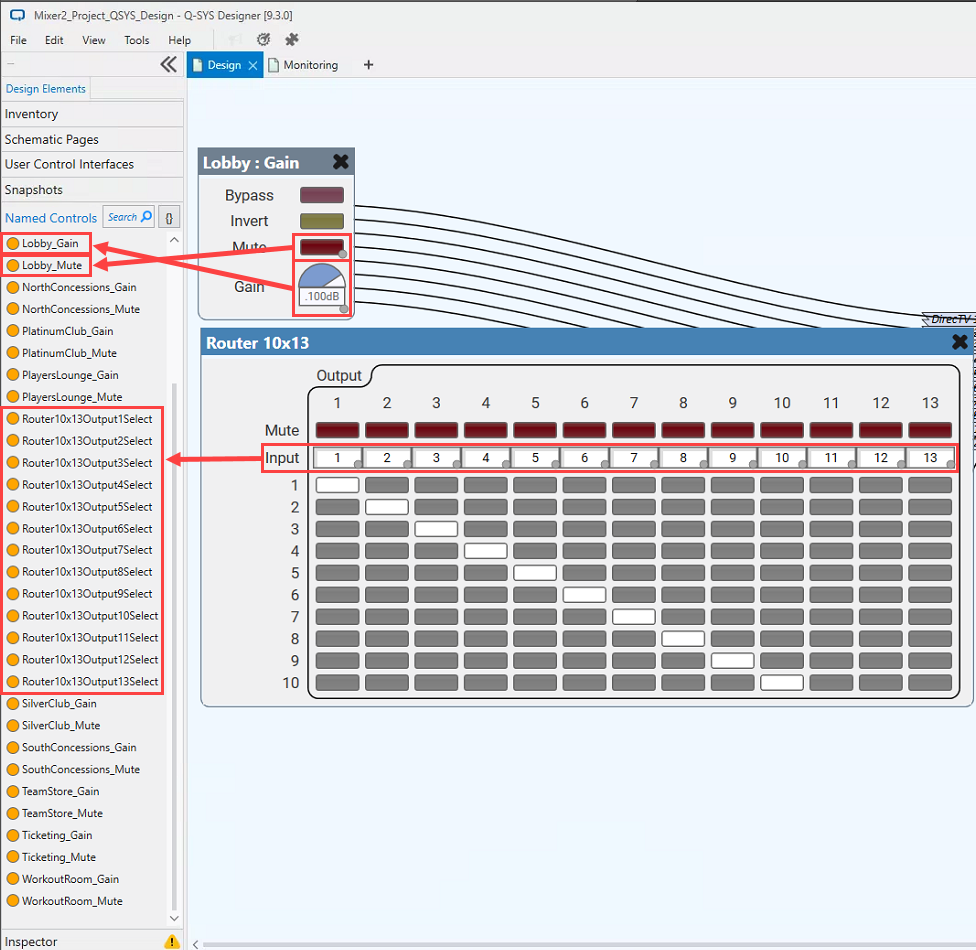 Mixer2_Project_QSYS_Design - Q-SYS Designer [9.3.0]
File Edit View Tools Help
Design Monitoring +
Design Elements
Inventory
Schematic Pages
User Control Interfaces
Snapshots
Named Controls Search {}
Lobby_Gain
Lobby_Mute
NorthConcessions_Gain
NorthConcessions_Mute
PlatinumClub_Gain
PlatinumClub_Mute
PlayersLounge_Gain
PlayersLounge_Mute
Router10x13Output1Select
Router10x13Output2Select
Router10x13Output3Select
Router10x13Output4Select
Router10x13Output5Select
Router10x13Output6Select
Router10x13Output7Select
Router10x13Output8Select
Router10x13Output9Select
Router10x13Output10Select
Router10x13Output11Select
Router10x13Output12Select
Router10x13Output13Select
SilverClub_Gain
SilverClub_Mute
SouthConcessions_Gain
SouthConcessions_Mute
TeamStore_Gain
TeamStore_Mute
Ticketing_Gain
Ticketing_Mute
WorkoutRoom_Gain
WorkoutRoom_Mute
Inspector
Lobby : Gain
Bypass
Invert
Mute
Gain
.100dB
DirecTV
Router 10x13
Output
1 2 3 4 5 6 7 8 9 10 11 12 13
Mute
Input 1 2 3 4 5 6 7 8 9 10 11 12 13
1
2
3
4
5
6
7
8
9
10